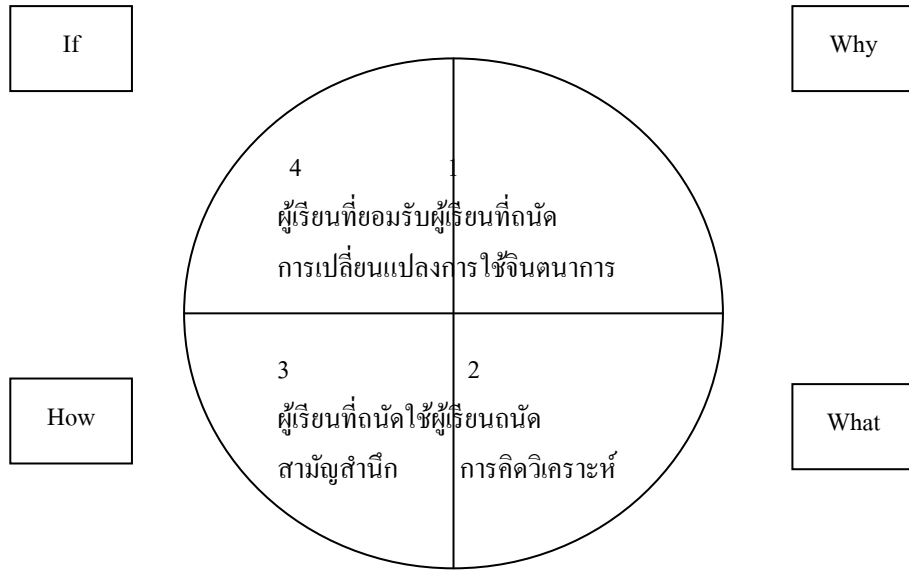 If
Why
4 1
ผู้เรียนที่ยอมรับผู้เรียนที่ถนัด
การเปลี่ยนแปลงการใช้จินตนาการ
3 2
ผู้เรียนที่ถนัดใช้ผู้เรียนถนัด
สามัญสำนึก การคิดวิเคราะห์
How
What